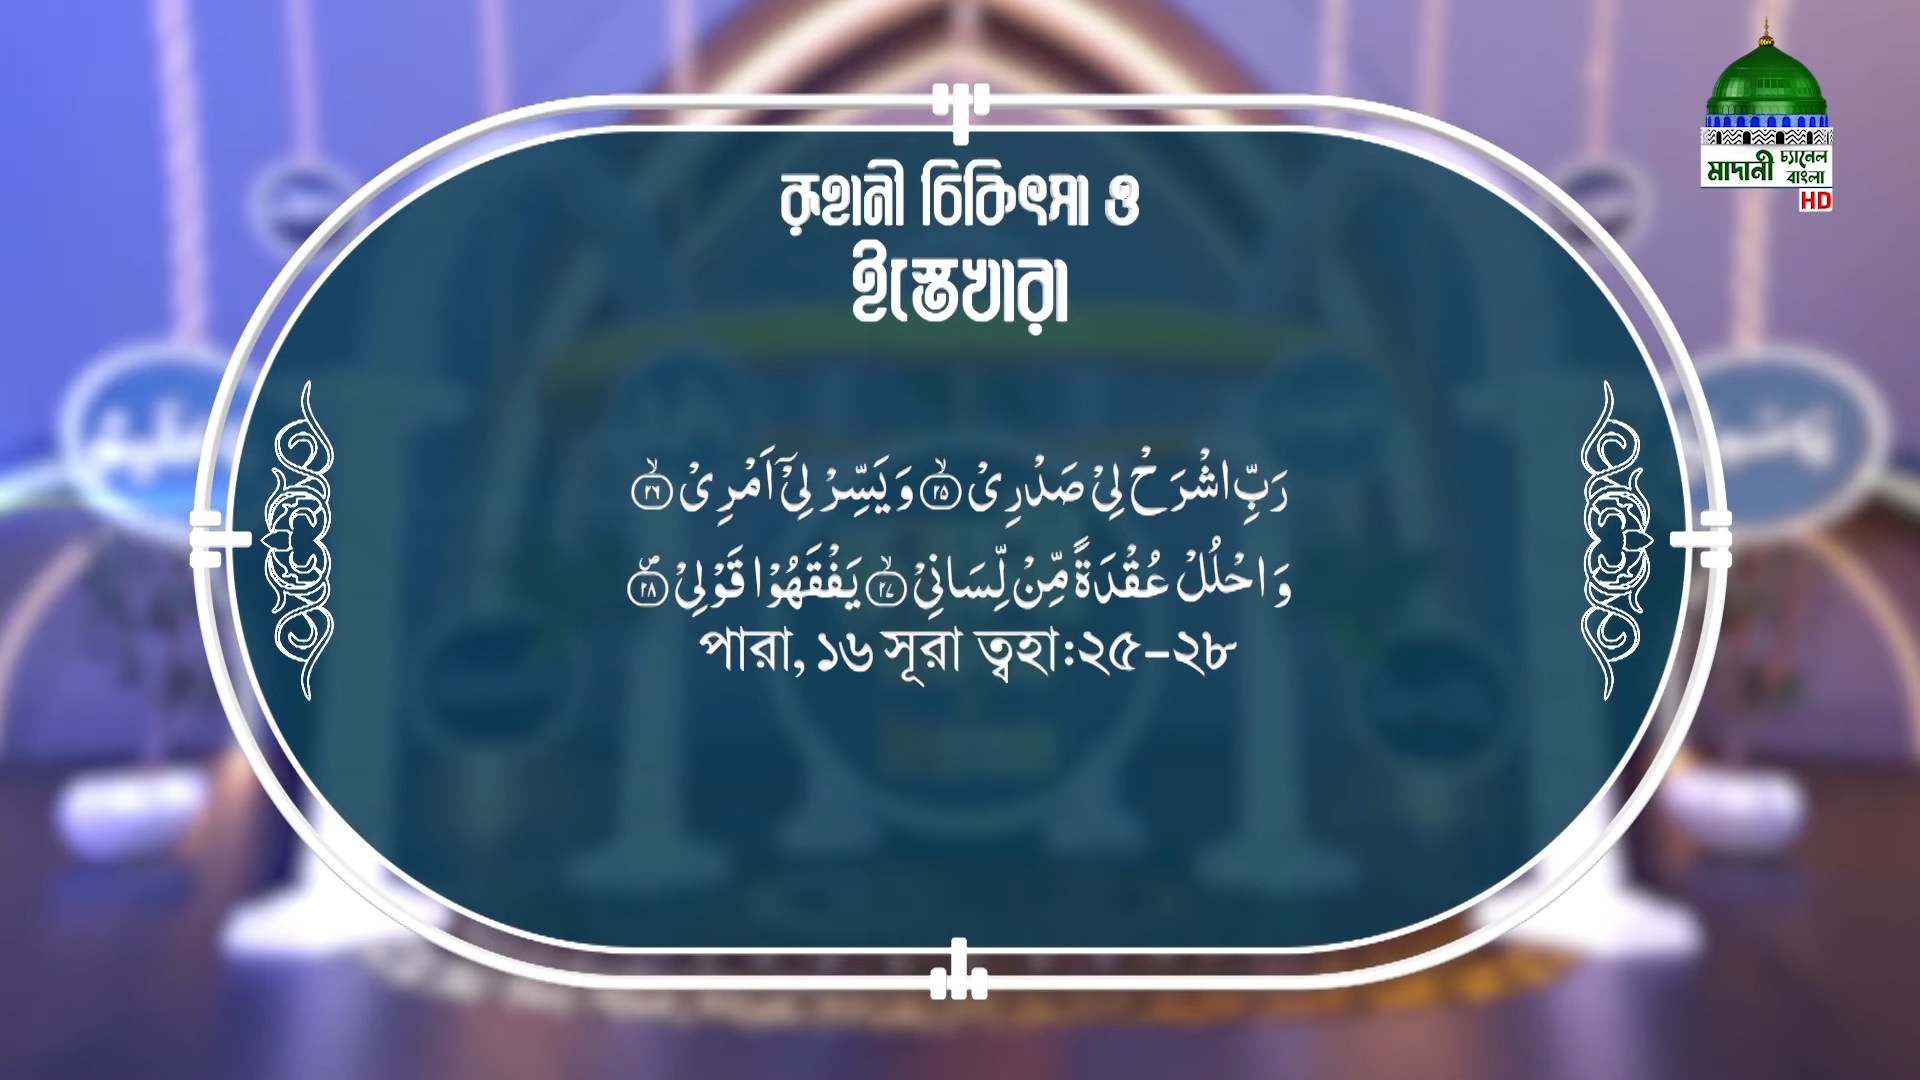 রুহানী চিকিৎসা ও
ইস্তেখারা
رَبِّ اشْرَحْ لِیْ صَدْرِیْ ﴿ۙ۲۵﴾ وَیَسِّرْ لِیْۤ اَمْرِیْ ﴿ۙ۲۶﴾
وَاحْلُلْ عُقْدَةً مِّنْ لِّسَانِیْ ﴿ۙ۲۷﴾ یَفْقَهُوْا قَوْلِیْ ﴿۪۲۸﴾
পারা, ১৬ সূরা ত্বহা:২৫-২৮
মাদানী চ্যানেল বাংলা
HD